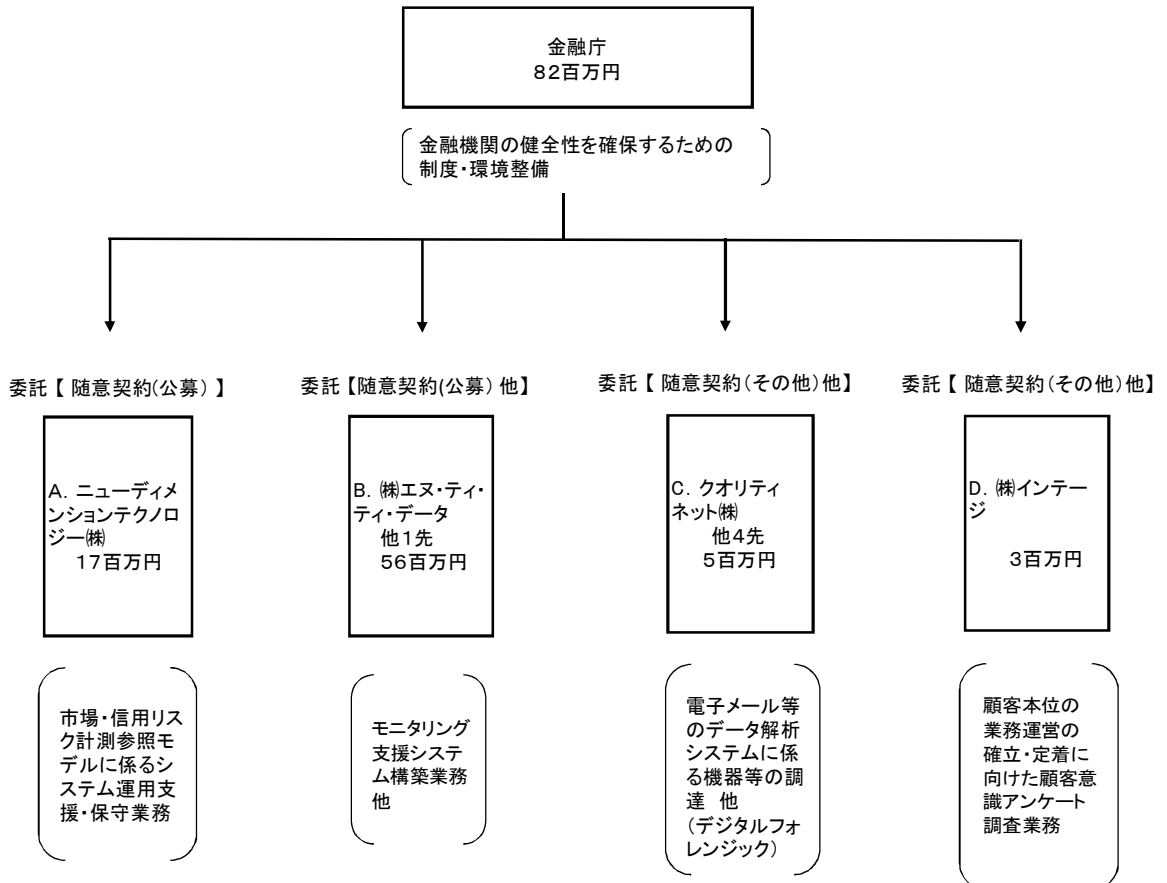 金融庁
82百万円
金融機関の健全性を確保するための
制度・環境整備
委託【 随意契約(公募) 】
委託 【随意契約(公募) 他】
委託【 随意契約(その他)他】
委託【 随意契約(その他)他】
A. ニューディメ
ンションテクノロ
ジー㈱
17百万円
B. ㈱エヌ・ティ・
ティ・データ
他1先
56百万円
C. クオリティ
ネット㈱
他4先
5百万円
D. ㈱インテー
ジ
3百万円
市場・信用リス
ク計測参照モ
デルに係るシ
ステム運用支
援・保守業務
モニタリング
支援システ
ム構築業務
他
電子メール等
のデータ解析
システムに係
る機器等の調
達 他
(デジタルフォ
レンジック)
顧客本位の
業務運営の
確立・定着に
向けた顧客意
識アンケート
調査業務